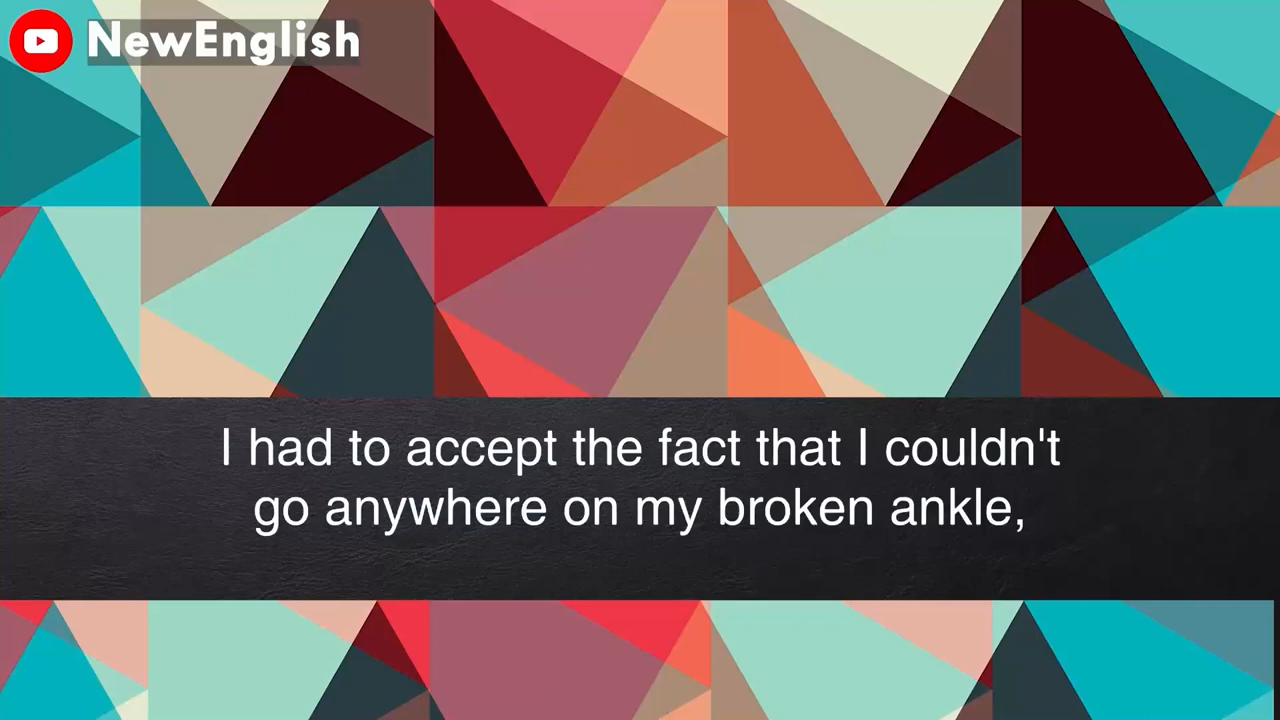 NewEnglish
I had to accept the fact that I couldn't
go anywhere on my broken ankle,